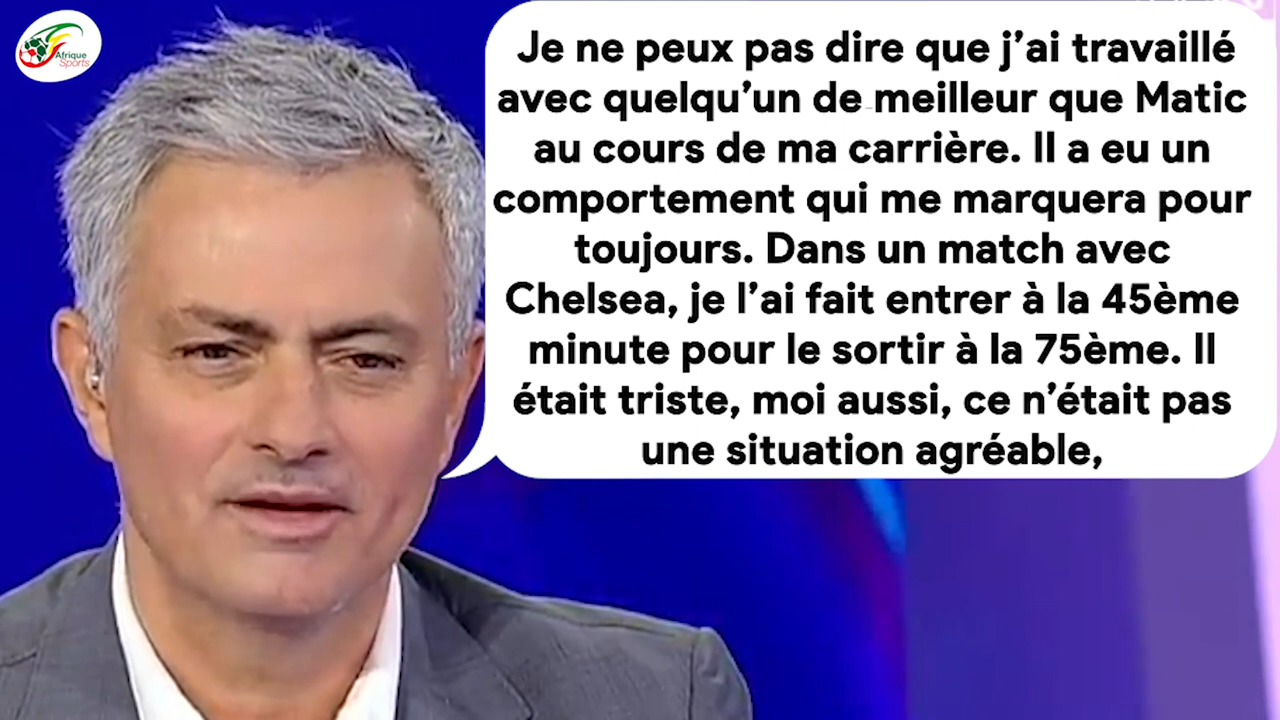 Afrique
Sports
Je ne peux pas dire que j’ai travaillé
avec quelqu’un de meilleur que Matic
au cours de ma carrière. Il a eu un
comportement qui me marquera pour
toujours. Dans un match avec
Chelsea, je l’ai fait entrer à la 45ème
minute pour le sortir à la 75ème. Il
était triste, moi aussi, ce n’était pas
une situation agréable,